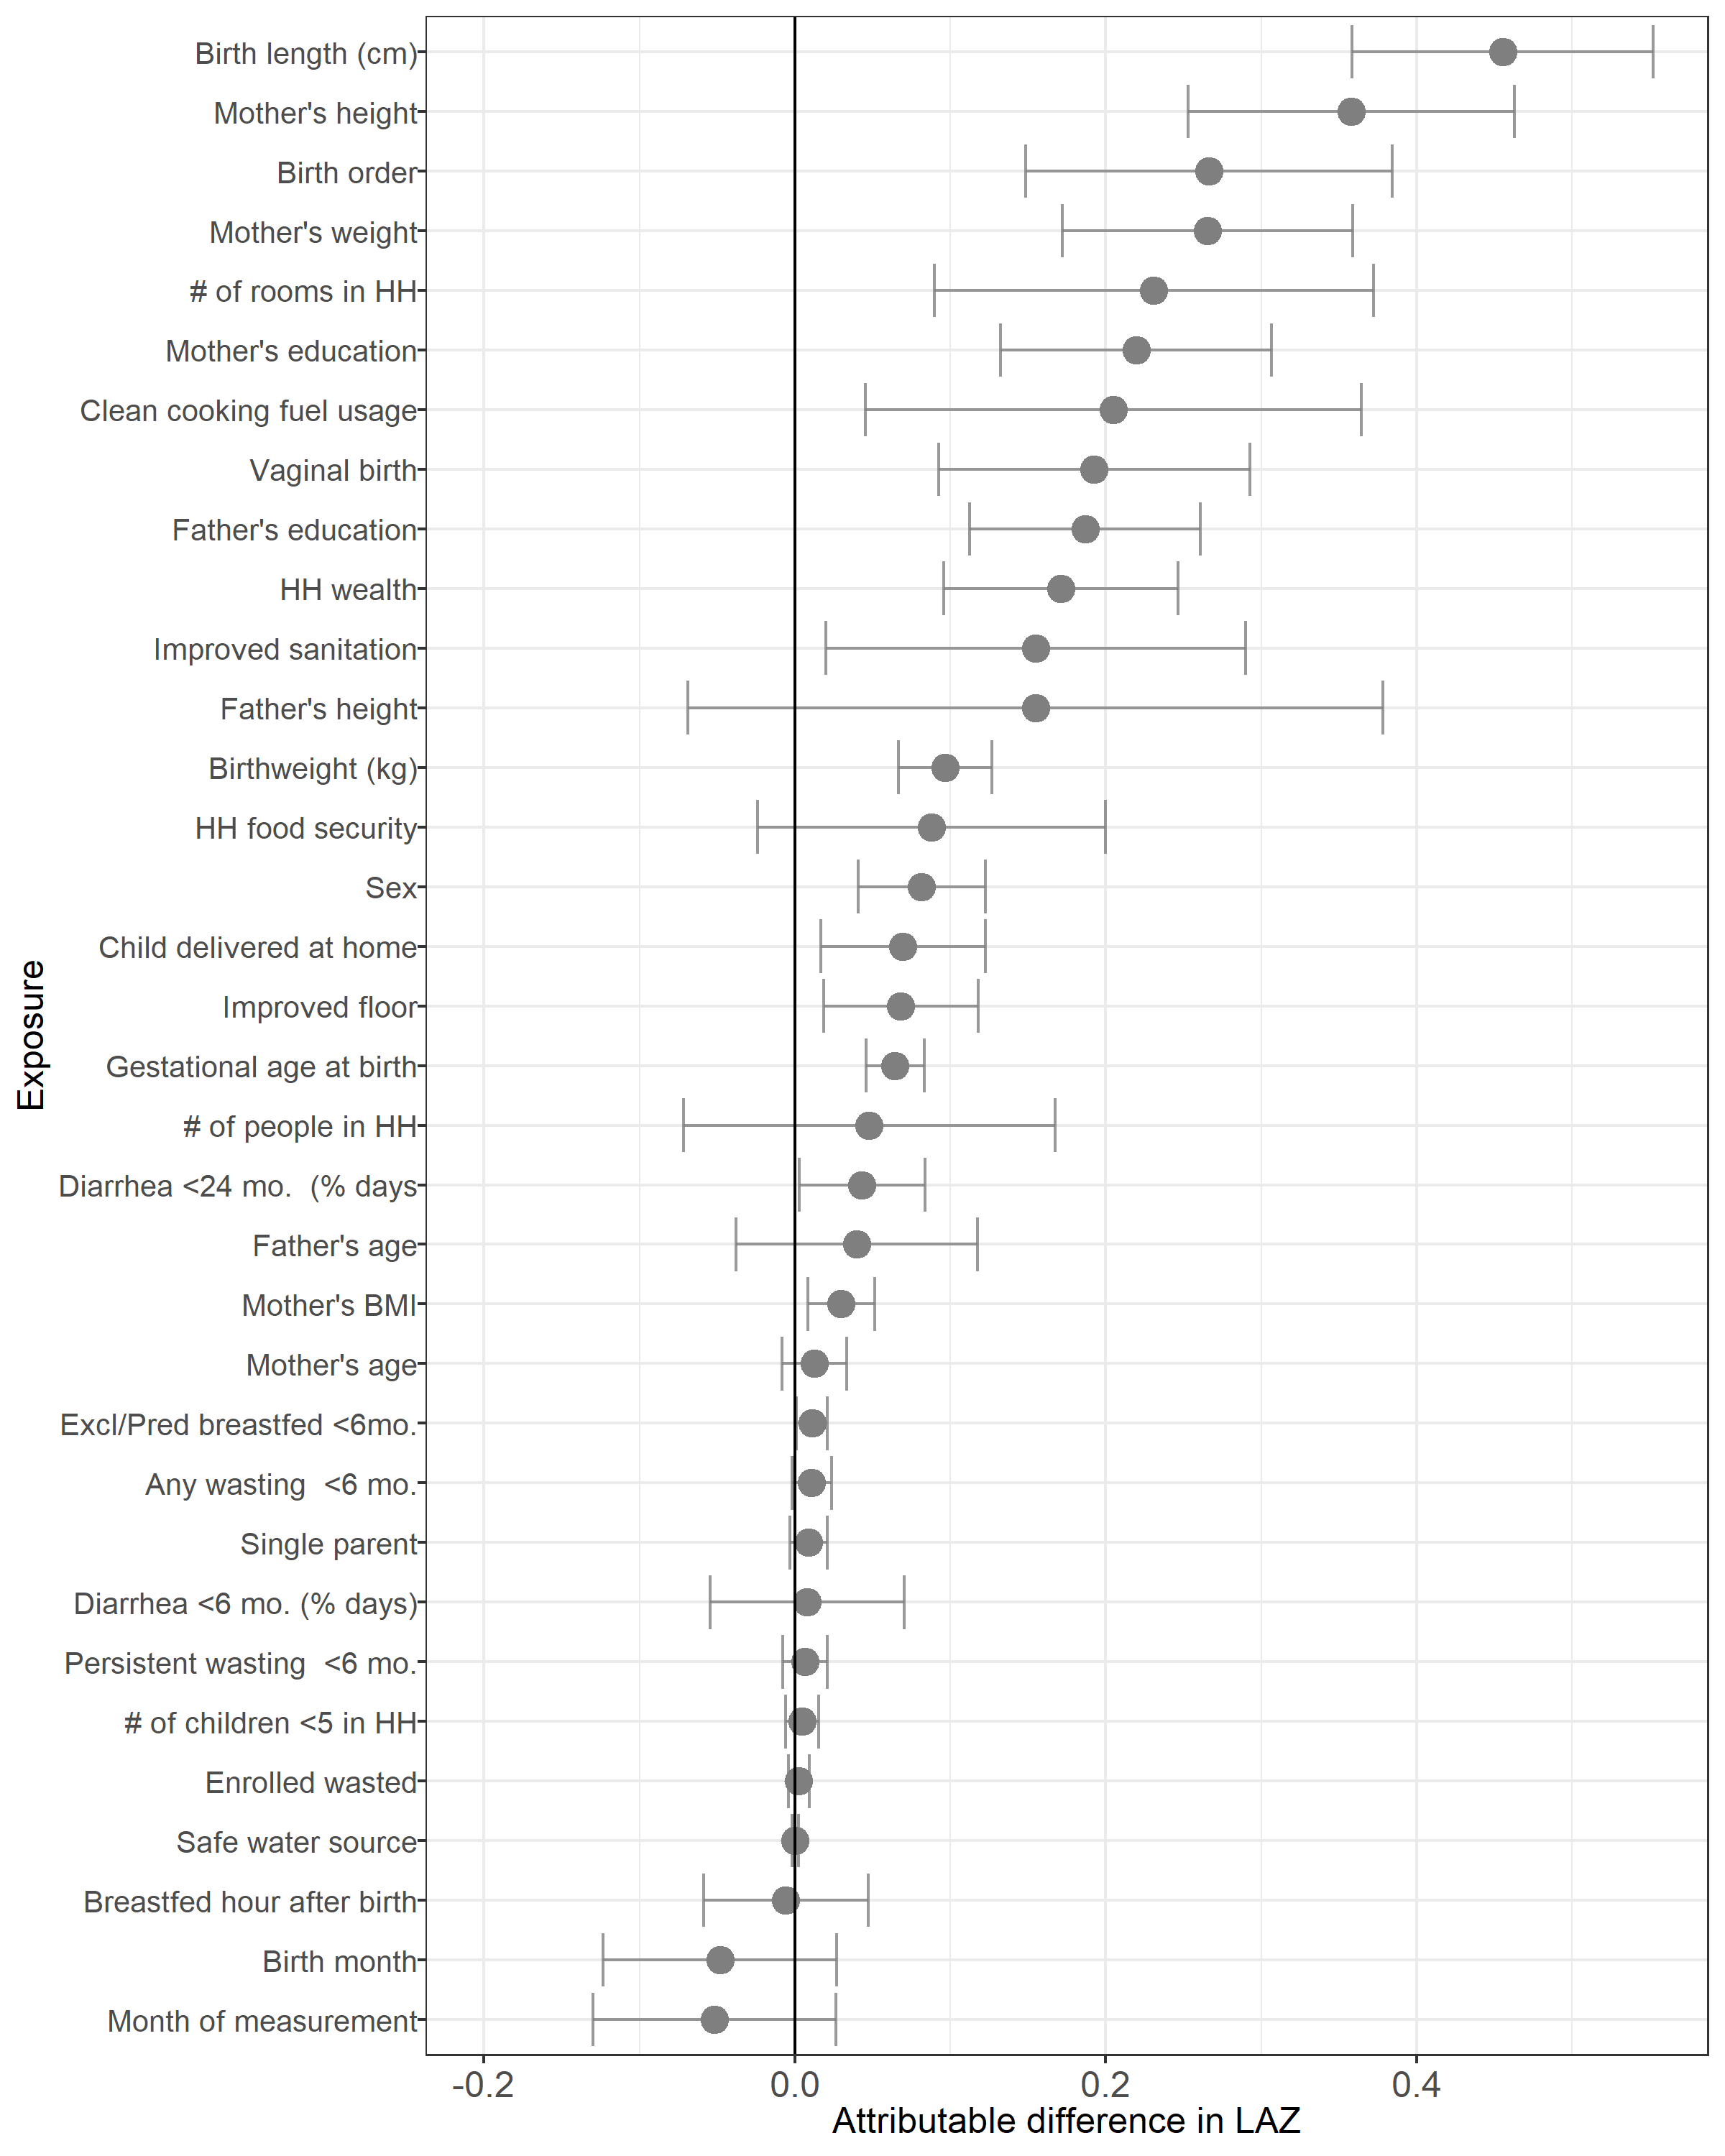 Birth length (cm)
Mother's height
Birth order
Mother's weight
# of rooms in HH
Mother's education
Clean cooking fuel usage
Vaginal birth
Father's education
HH wealth
Improved sanitation
Father's height
Birthweight (kg)
HH food security
Sex
Child delivered at home
Improved floor
Gestational age at birth
# of people in HH
Diarrhea <24 mo.  (% days
Father's age
Mother's BMI
Mother's age
Excl/Pred breastfed <6mo.
Any wasting  <6 mo.
Single parent
Diarrhea <6 mo. (% days)
Persistent wasting  <6 mo.
# of children <5 in HH
Enrolled wasted
Safe water source
Breastfed hour after birth
Birth month
Month of measurement
Exposure
-0.2 0.0 0.2 0.4
Attributable difference in LAZ